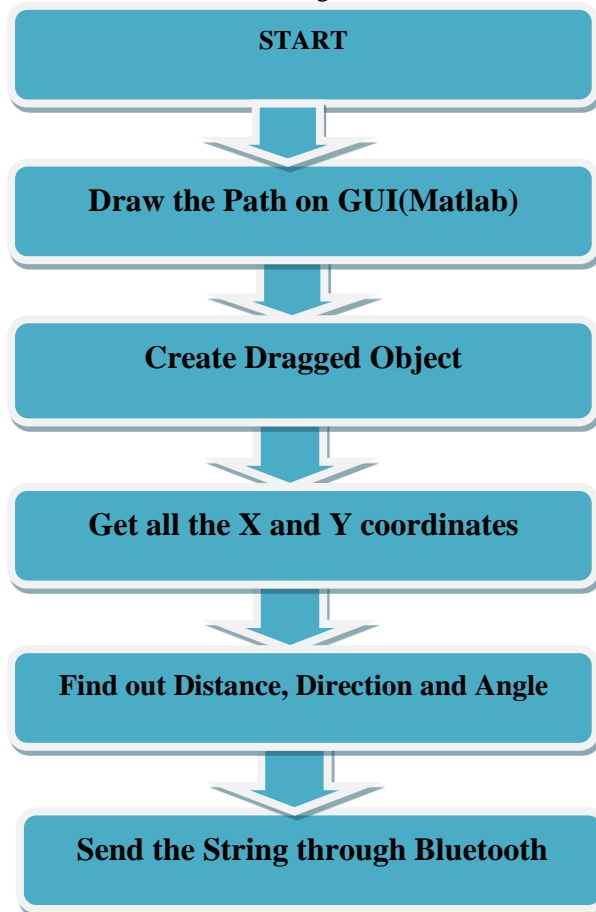 START
Draw the Path on GUI(Matlab)
Create Dragged Object
Get all the X and Y coordinates
Find out Distance, Direction and Angle
Send the String through Bluetooth